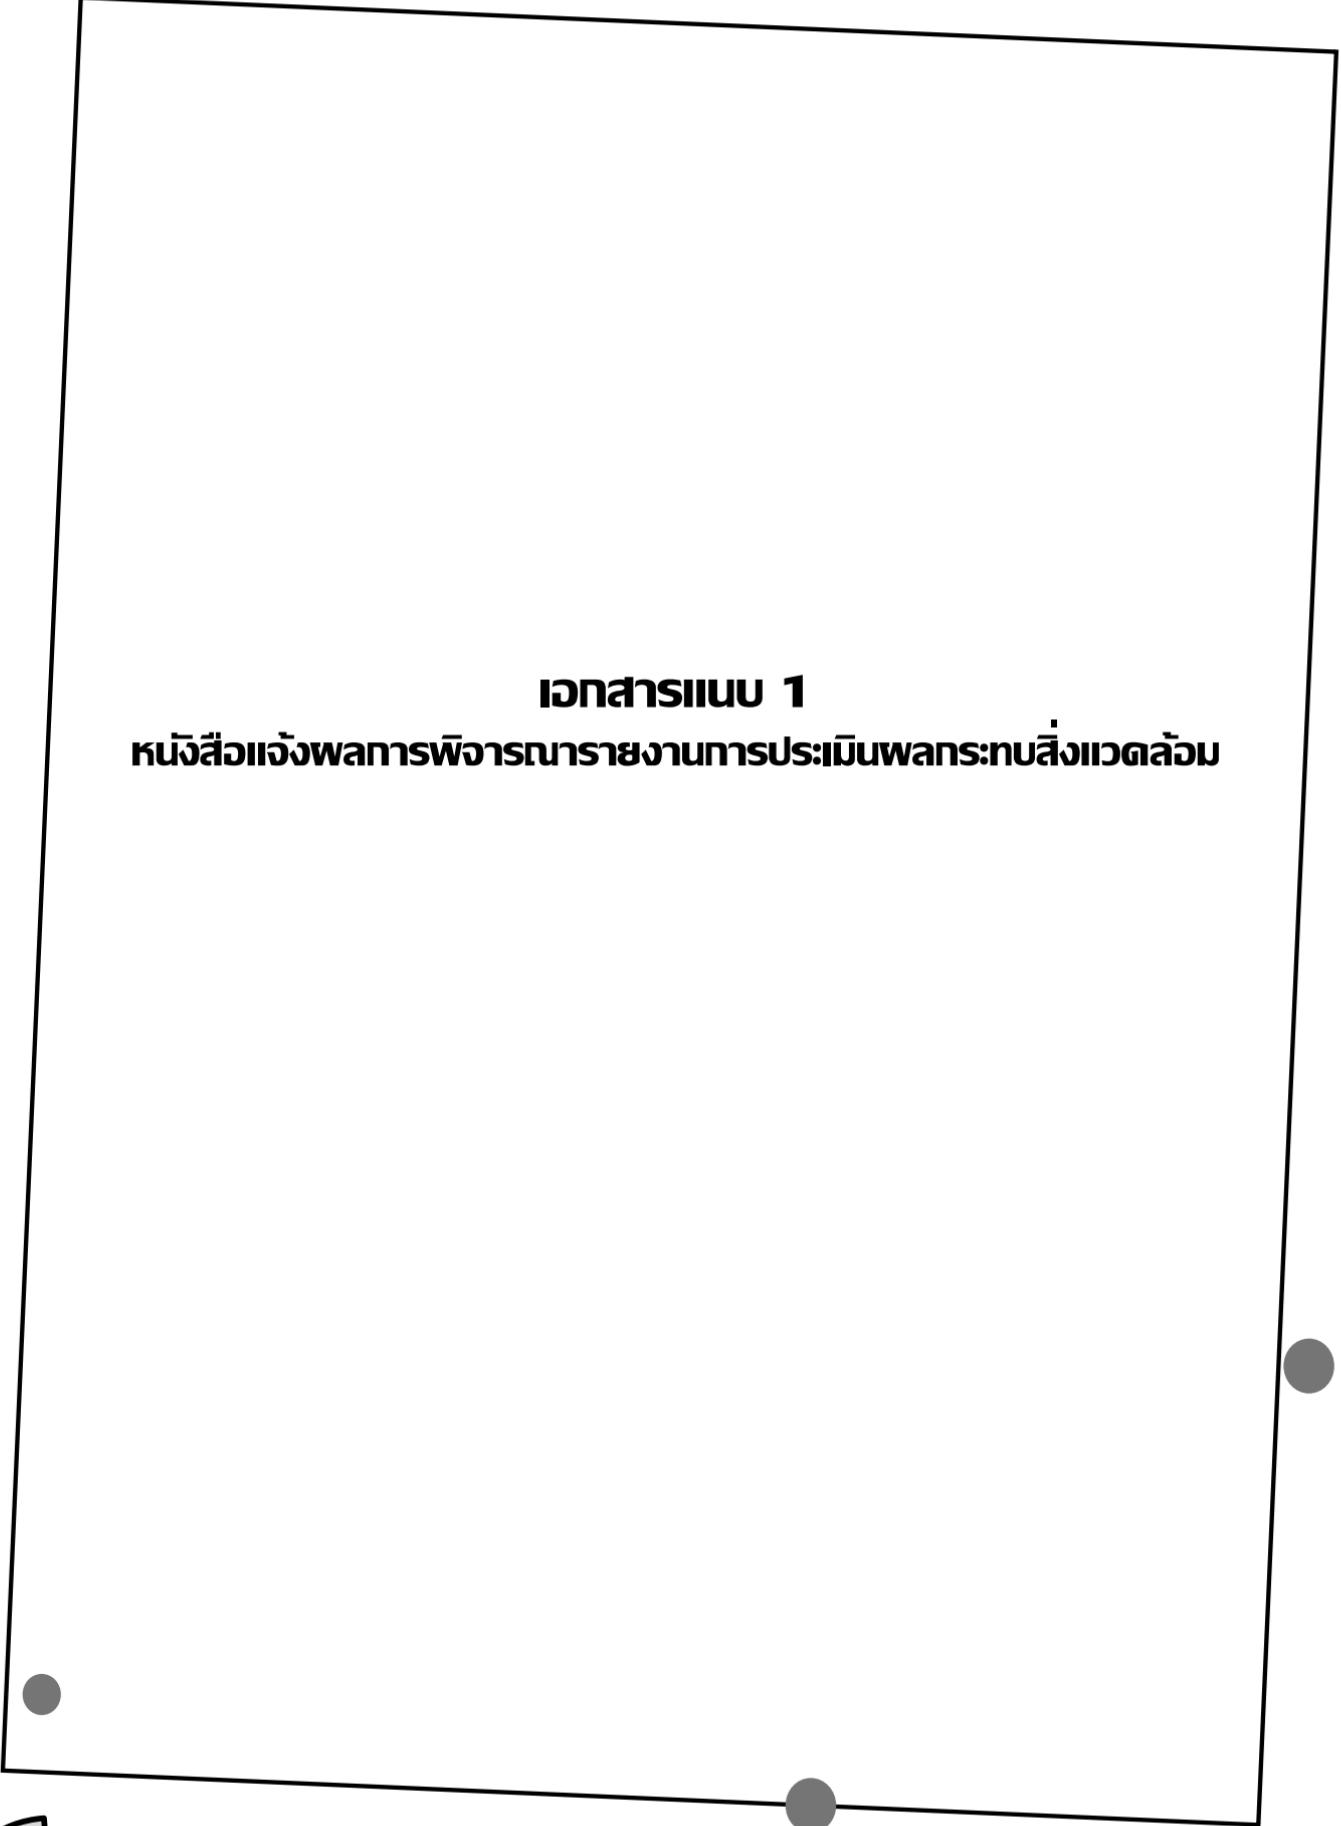 เอกสารแนบ 1
หนังสือแจ้งผลการพิจารณารายงานการประเมินผลกระทบสิ่งแวดล้อม